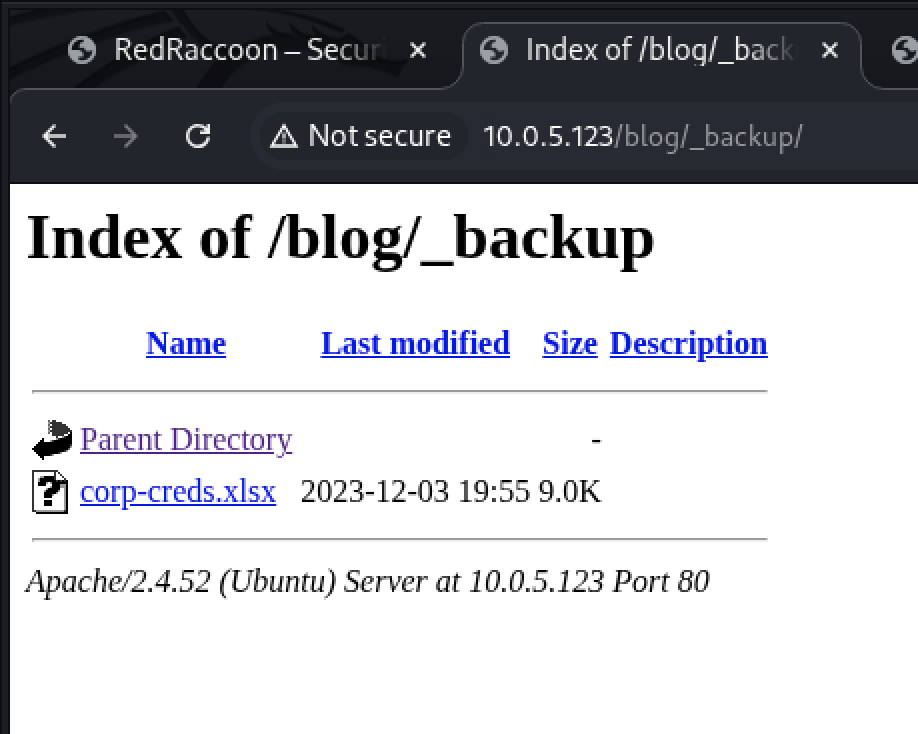 RedRaccoon – Securi
Index of /blog/_back
Not secure 10.0.5.123/blog/_backup/
Index of /blog/_backup
Name Last modified Size Description
Parent Directory -
corp-creds.xlsx 2023-12-03 19:55 9.0K
Apache/2.4.52 (Ubuntu) Server at 10.0.5.123 Port 80